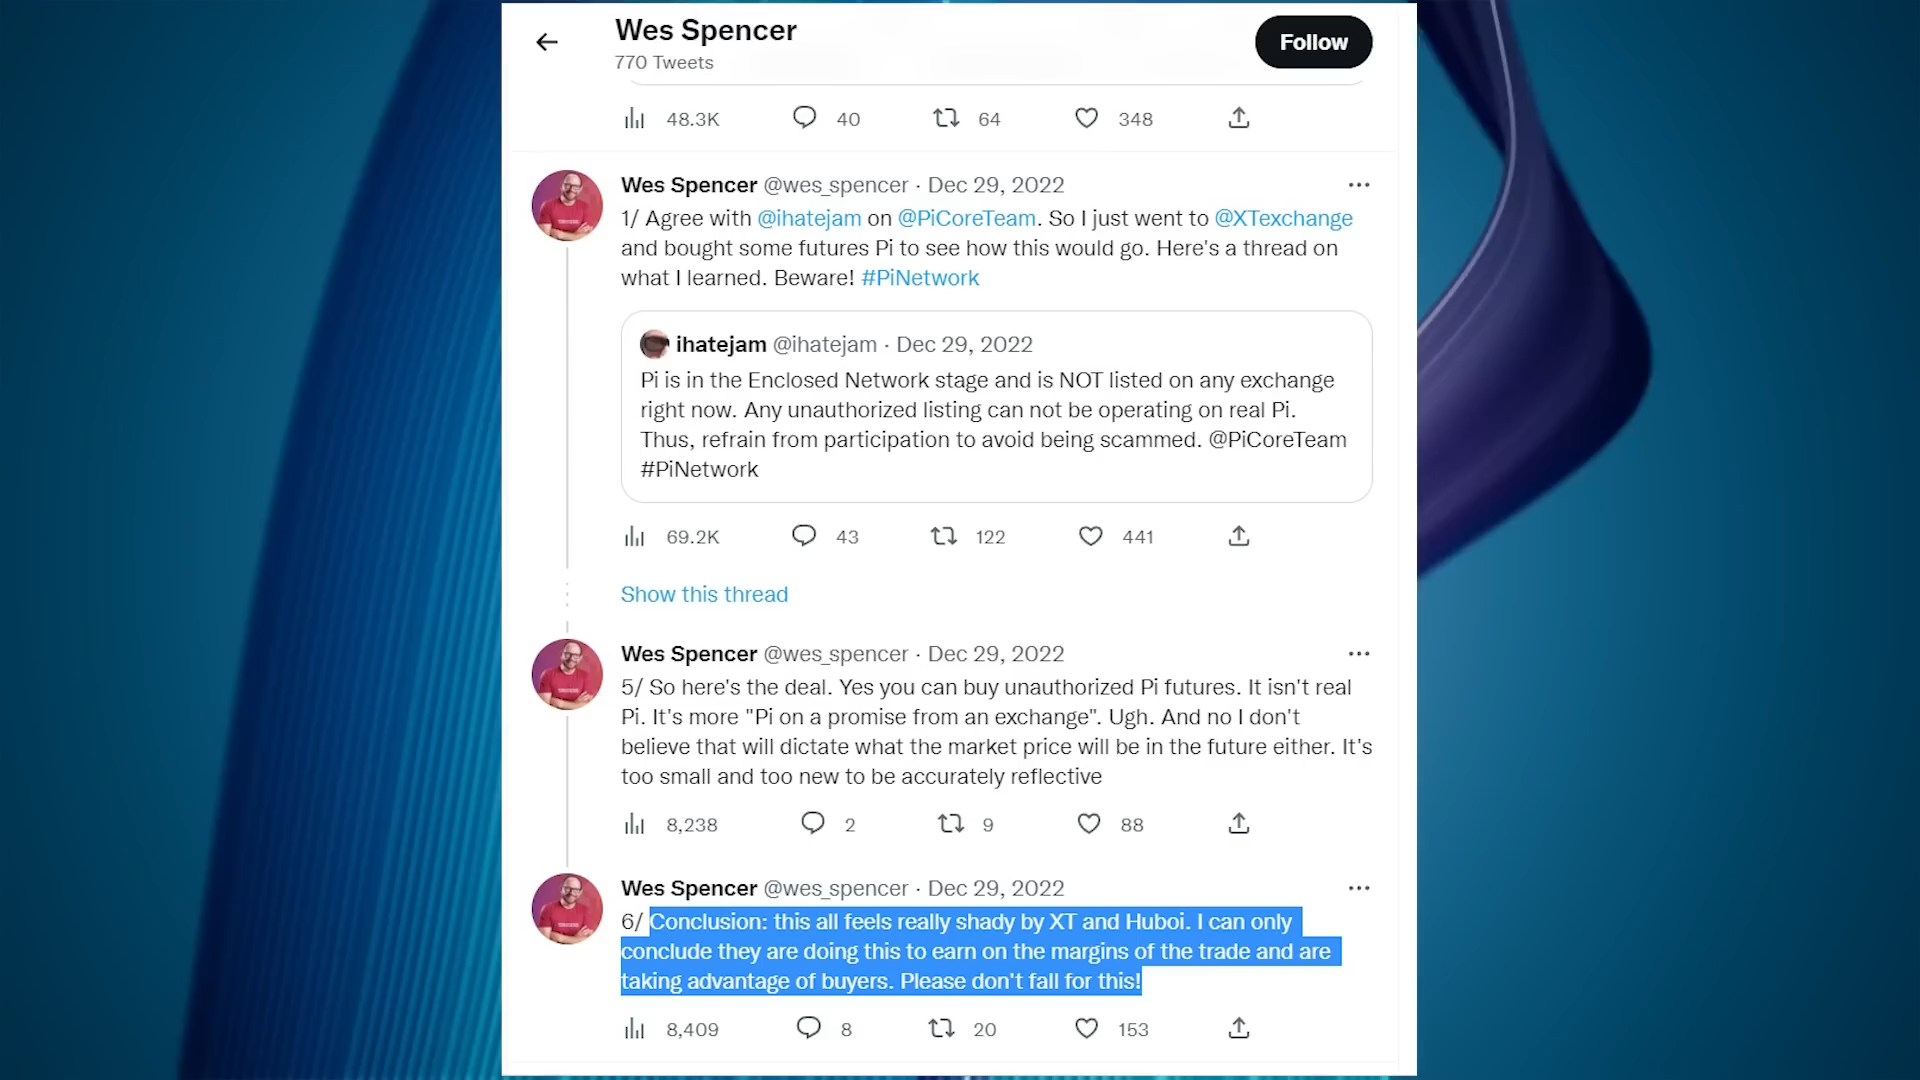 Wes Spencer
770 Tweets
Follow
48.3K 40 64 348
Wes Spencer @wes_spencer · Dec 29, 2022
1/ Agree with @ihatejam on @PiCoreTeam. So I just went to @XTexchange
and bought some futures Pi to see how this would go. Here's a thread on
what I learned. Beware! #PiNetwork
ihatejam @ihatejam · Dec 29, 2022
Pi is in the Enclosed Network stage and is NOT listed on any exchange
right now. Any unauthorized listing can not be operating on real Pi.
Thus, refrain from participation to avoid being scammed. @PiCoreTeam
#PiNetwork
69.2K 43 122 441
Show this thread
Wes Spencer @wes_spencer · Dec 29, 2022
5/ So here's the deal. Yes you can buy unauthorized Pi futures. It isn't real
Pi. It's more "Pi on a promise from an exchange". Ugh. And no I don't
believe that will dictate what the market price will be in the future either. It's
too small and too new to be accurately reflective
8,238 2 9 88
Wes Spencer @wes_spencer · Dec 29, 2022
6/ Conclusion: this all feels really shady by XT and Huboi. I can only
conclude they are doing this to earn on the margins of the trade and are
taking advantage of buyers. Please don't fall for this!
8,409 8 20 153